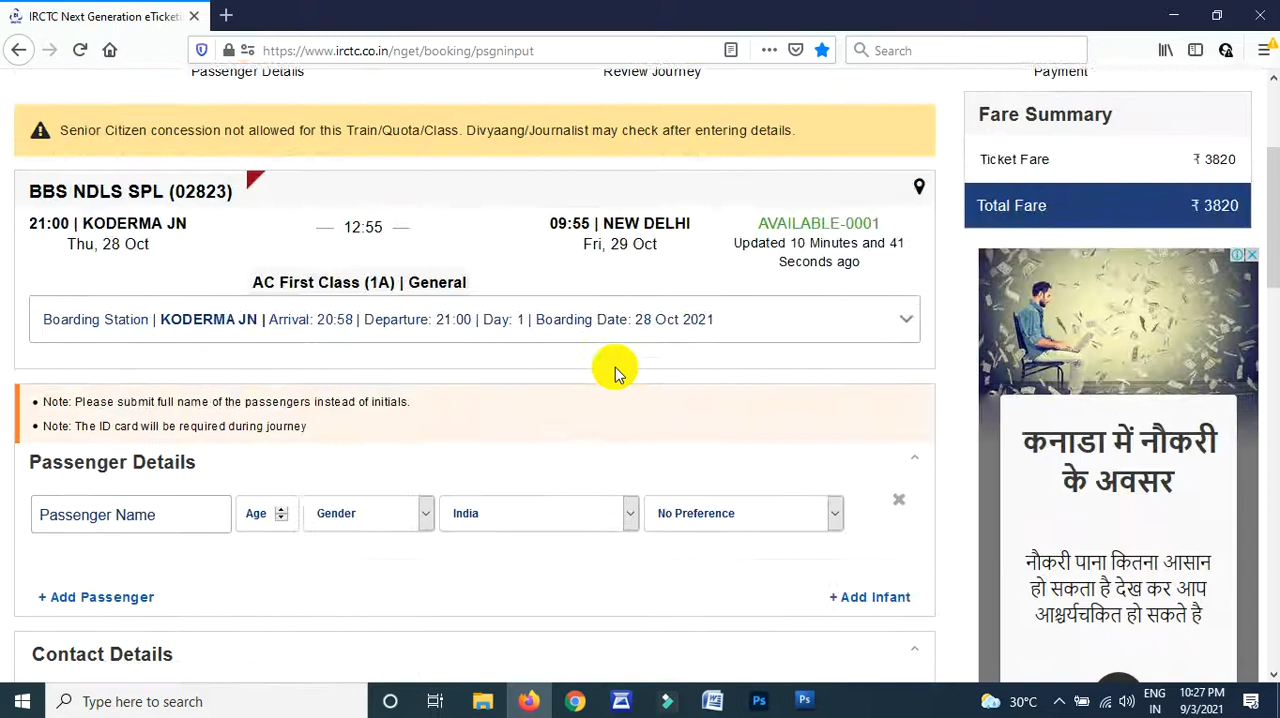 IRCTC Next Generation eTicketi
https://www.irctc.co.in/nget/booking/psgninput
Search
Passenger Details
Review Journey
Payment
Senior Citizen concession not allowed for this Train/Quota/Class. Divyaang/Journalist may check after entering details.
BBS NDLS SPL (02823)
21:00 | KODERMA JN
Thu, 28 Oct
12:55
09:55 | NEW DELHI
Fri, 29 Oct
AVAILABLE-0001
Updated 10 Minutes and 41
Seconds ago
AC First Class (1A) | General
Boarding Station | KODERMA JN | Arrival: 20:58 | Departure: 21:00 | Day: 1 | Boarding Date: 28 Oct 2021
Note: Please submit full name of the passengers instead of initials.
Note: The ID card will be required during journey
Passenger Details
Passenger Name
Age
Gender
India
No Preference
+ Add Passenger
+ Add Infant
Contact Details
Fare Summary
Ticket Fare ₹ 3820
Total Fare ₹ 3820
कनाडा में नौकरी
के अवसर
नौकरी पाना कितना आसान
हो सकता है देख कर आप
आश्चर्यचकित हो सकते है
Type here to search
Ps
Ps
30°C
ENG
IN
10:27 PM
9/3/2021